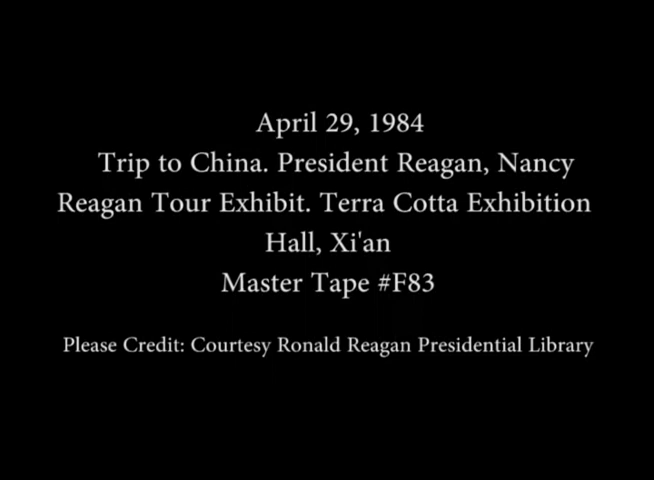 April 29, 1984
Trip to China. President Reagan, Nancy
Reagan Tour Exhibit. Terra Cotta Exhibition
Hall, Xi'an
Master Tape #F83
Please Credit: Courtesy Ronald Reagan Presidential Library